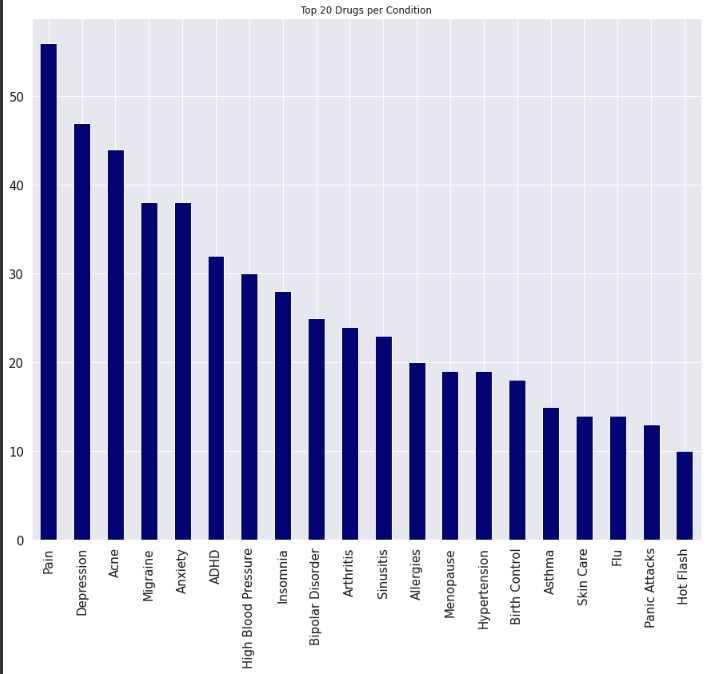 Top 20 Drugs per Condition
50
40
30
20
10
0
Pain
Depression
Acne
Migraine
Anxiety
ADHD
High Blood Pressure
Insomnia
Bipolar Disorder
Arthritis
Sinusitis
Allergies
Menopause
Hypertension
Birth Control
Asthma
Skin Care
Flu
Panic Attacks
Hot Flash